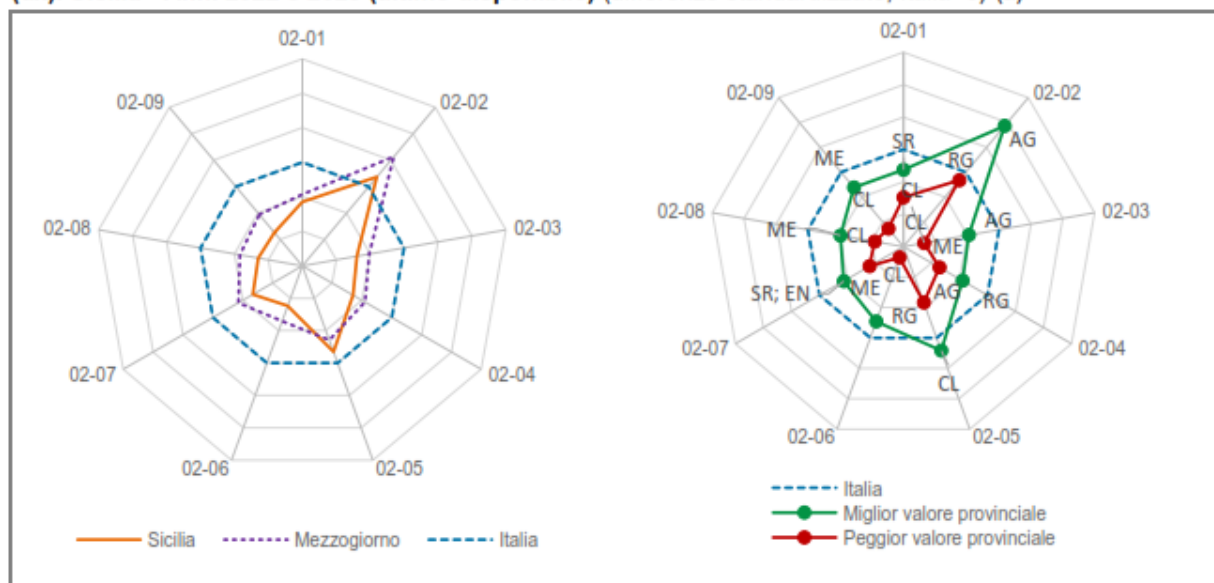 02-01
02-02
02-03
02-04
02-05
02-06
02-07
02-08
02-09
Sicilia
Mezzogiorno
Italia
02-01
02-02
02-03
02-04
02-05
02-06
02-07
02-08
02-09
SR
AG
AG
RG
CL
RG
SR; EN
ME
ME
CL
RG
CL
ME
AG
CL
ME
CL
CL
Italia
Miglior valore provinciale
Peggior valore provinciale